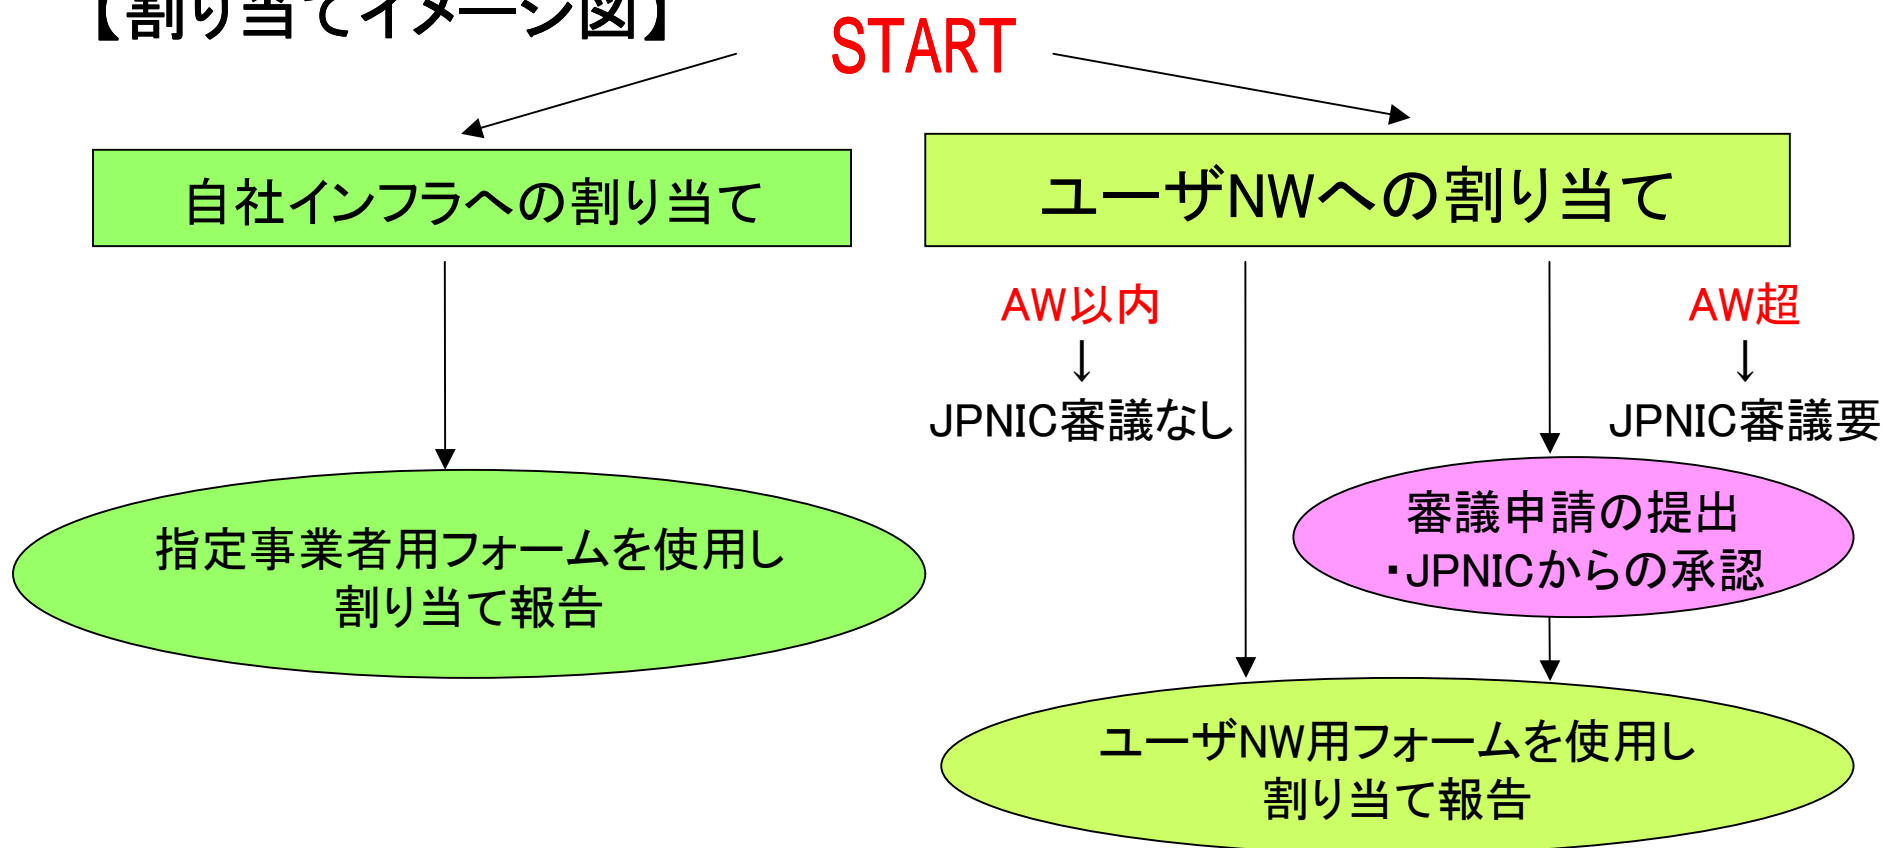 【割り当てイメージ図】
START
自社インフラへの割り当て
ユーザNWへの割り当て
AW以内
↓
JPNIC審議なし
AW超
↓
JPNIC審議要
審議申請の提出
・JPNICからの承認
指定事業者用フォームを使用し
割り当て報告
ユーザNW用フォームを使用し
割り当て報告